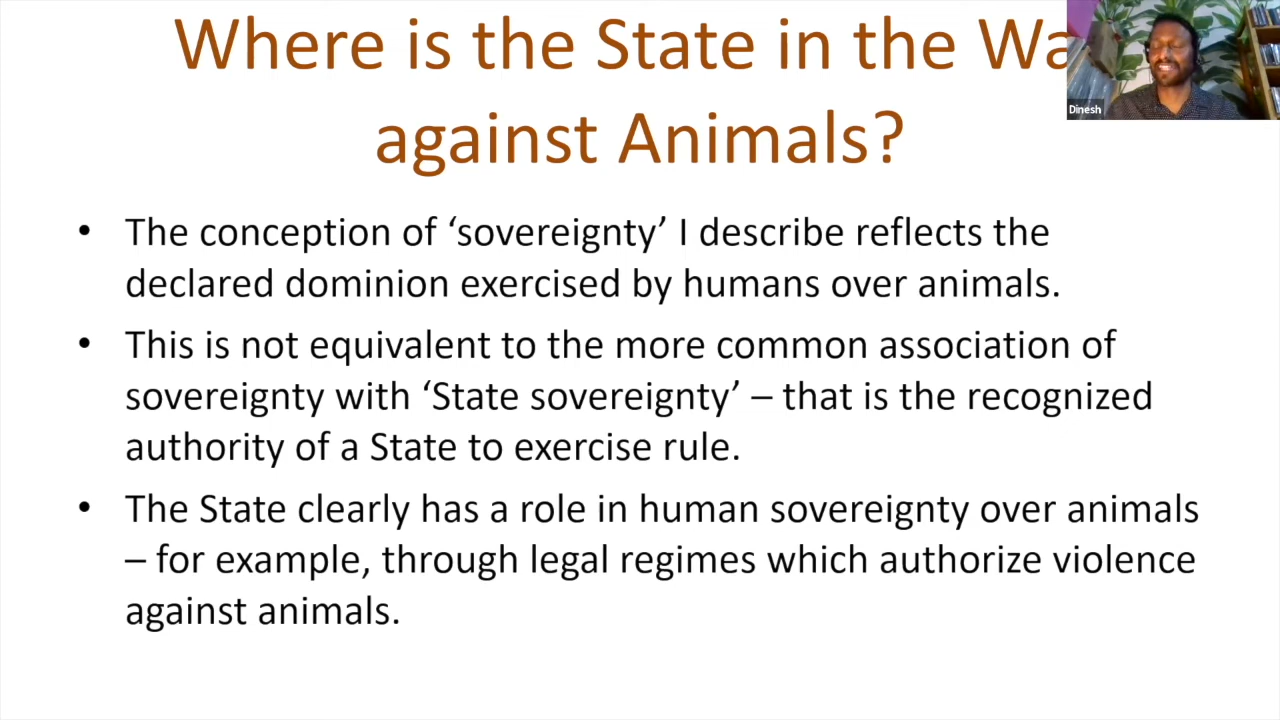 Where is the State in the Wa
against Animals?
• The conception of ‘sovereignty’ I describe reflects the
declared dominion exercised by humans over animals.
• This is not equivalent to the more common association of
sovereignty with ‘State sovereignty’ – that is the recognized
authority of a State to exercise rule.
• The State clearly has a role in human sovereignty over animals
– for example, through legal regimes which authorize violence
against animals.
Dinesh